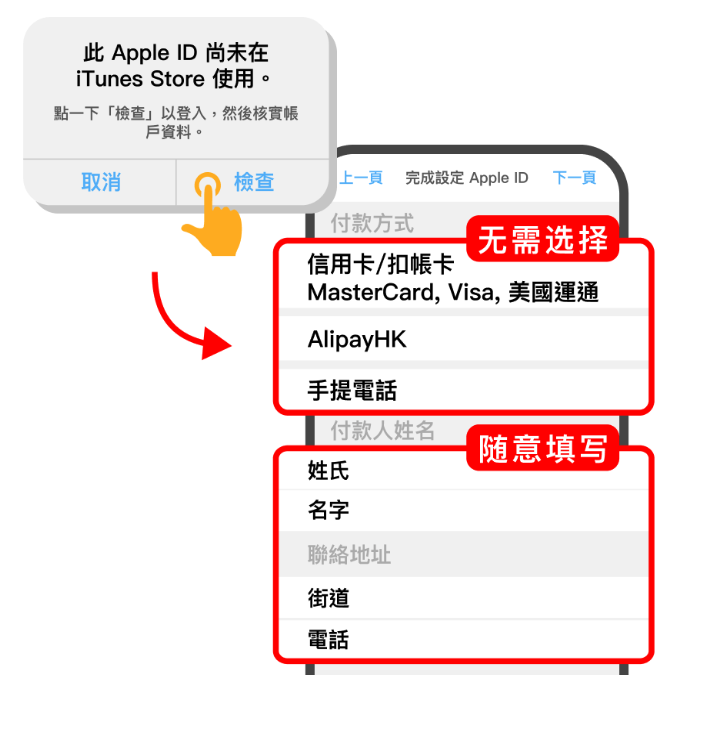 此 Apple ID 尚未在
iTunes Store 使用。
點一下「檢查」以登入，然後核實帳
戶資料。
取消
檢查
上一頁
完成設定 Apple ID
下一頁
付款方式
无需选择
信用卡/扣帳卡
MasterCard, Visa, 美國運通
AlipayHK
手提電話
付款人姓名
随意填写
姓氏
名字
聯絡地址
街道
電話